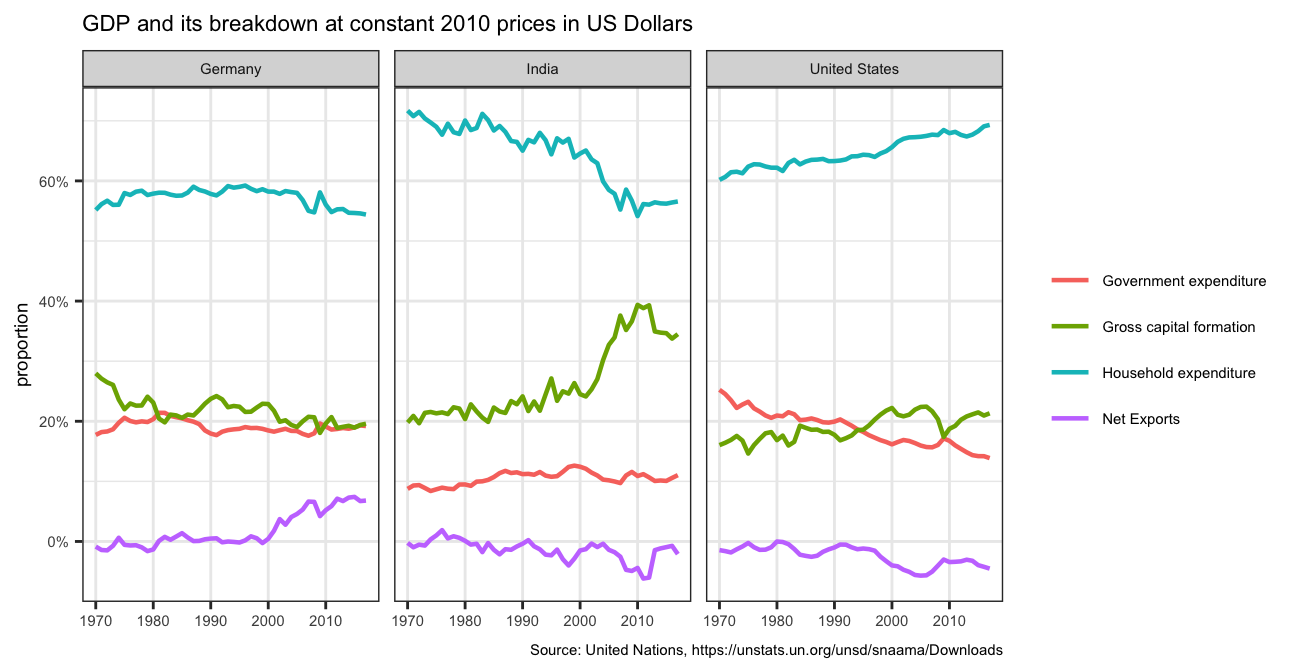 GDP and its breakdown at constant 2010 prices in US Dollars
Germany
India
United States
proportion
60%
40%
20%
0%
1970 1980 1990 2000 2010
1970 1980 1990 2000 2010
1970 1980 1990 2000 2010
Government expenditure
Gross capital formation
Household expenditure
Net Exports
Source: United Nations, https://unstats.un.org/unsd/snaama/Downloads